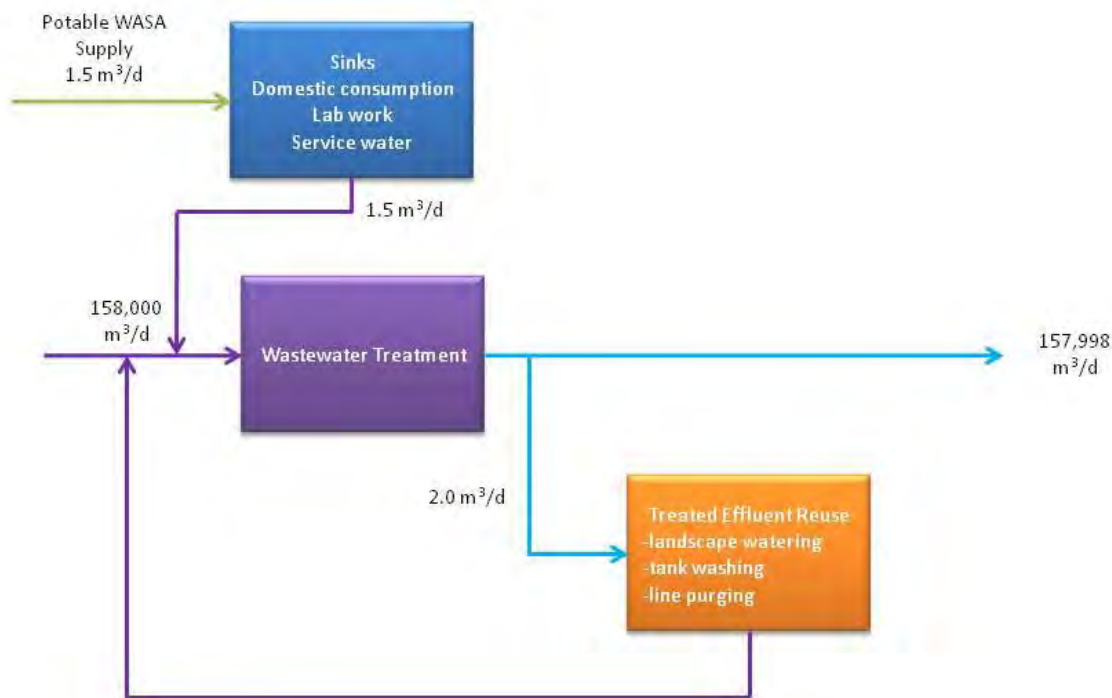 Potable WASA
Supply
1.5 m³/d
Sinks
Domestic consumption
Lab work
Service water
1.5 m³/d
158,000
m³/d
Wastewater Treatment
157,998
m³/d
2.0 m³/d
Treated Effluent Reuse
-landscape watering
-tank washing
-line purging